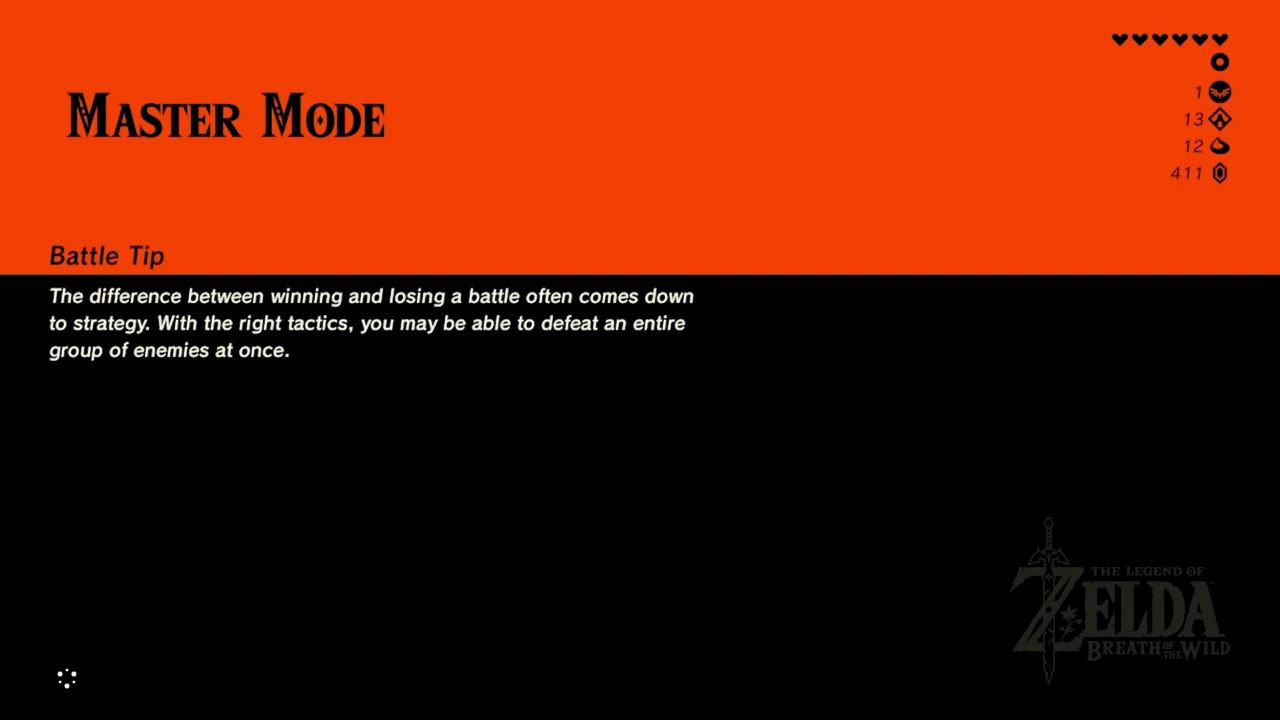 MASTER MODE
1
13
12
411
Battle Tip
The difference between winning and losing a battle often comes down
to strategy. With the right tactics, you may be able to defeat an entire
group of enemies at once.
THE LEGEND OF
ZELDA
BREATH OF THE WILD